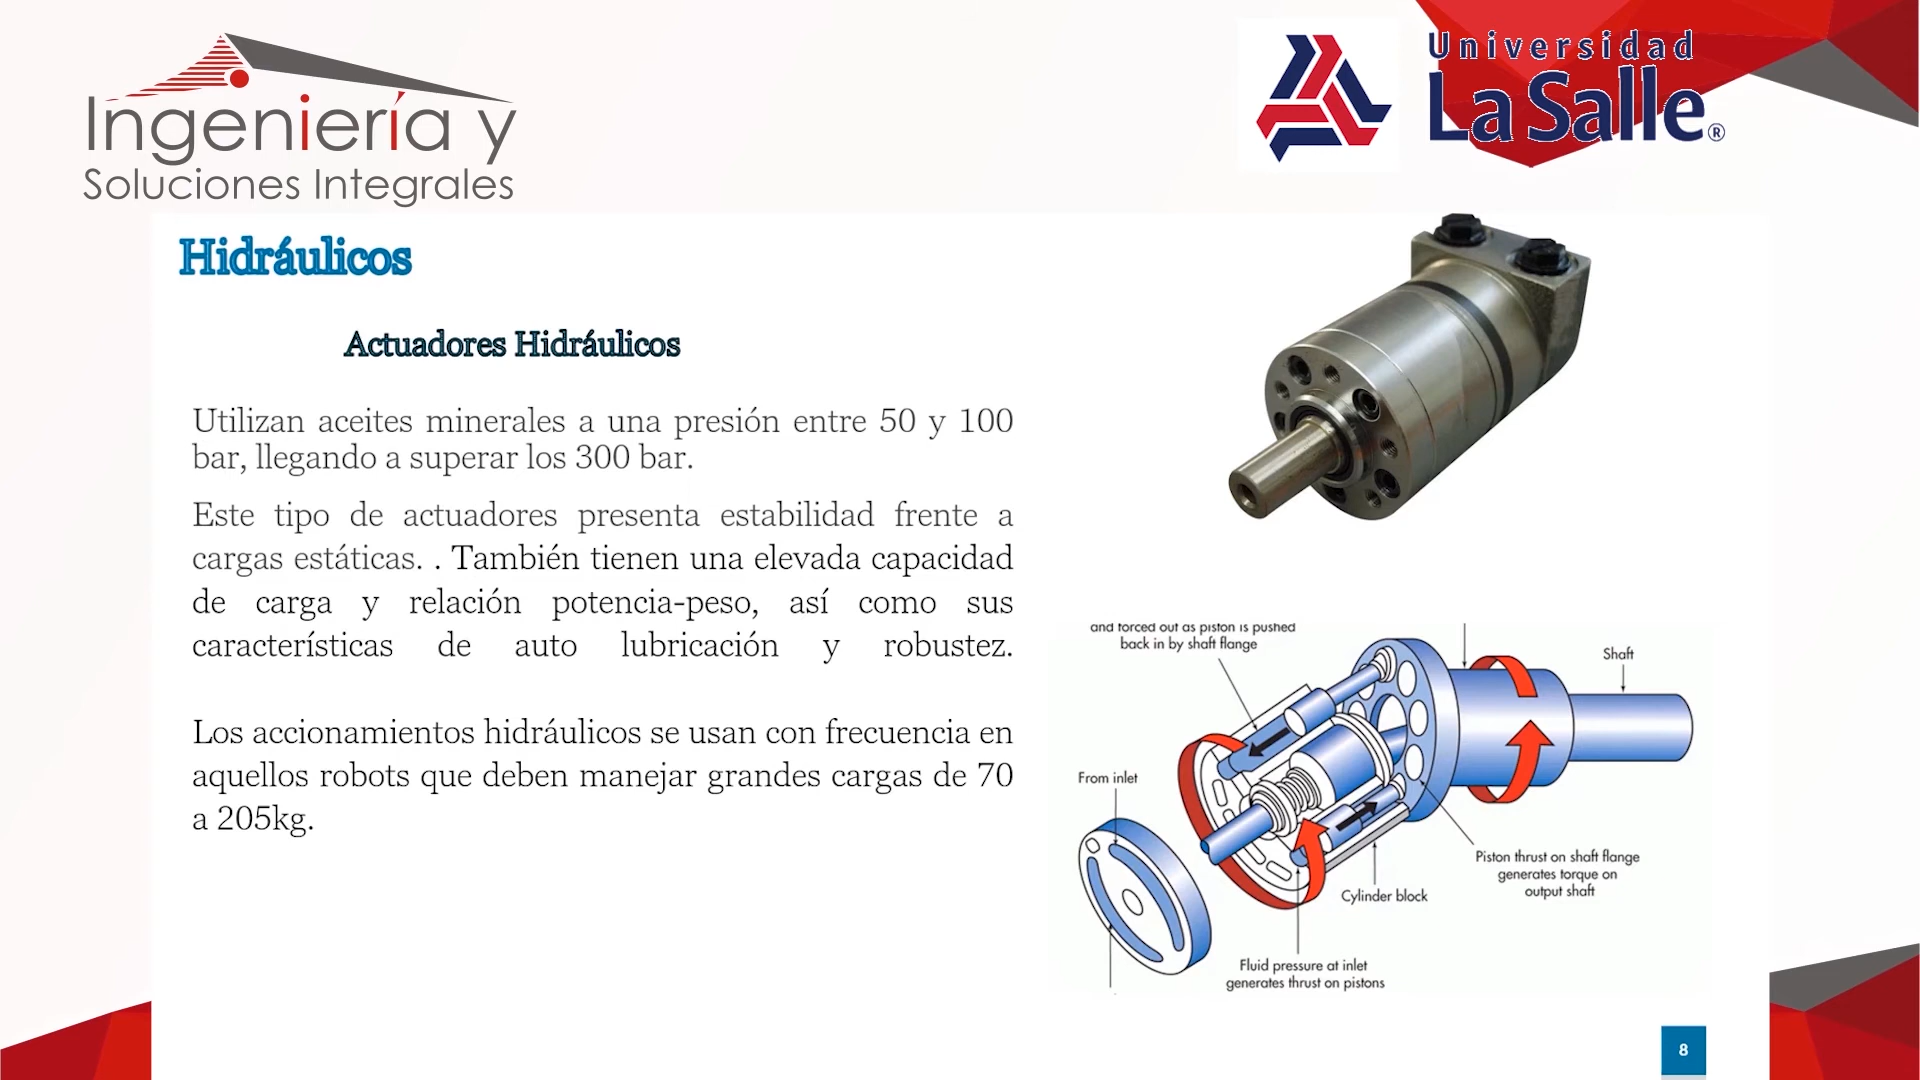 Ingeniería y
Soluciones Integrales
Universidad
La Salle®
Hidráulicos
Actuadores Hidráulicos
Utilizan aceites minerales a una presión entre 50 y 100
bar, llegando a superar los 300 bar.
Este tipo de actuadores presenta estabilidad frente a
cargas estáticas. . También tienen una elevada capacidad
de carga y relación potencia-peso, así como sus
características de auto lubricación y robustez.
Los accionamientos hidráulicos se usan con frecuencia en
aquellos robots que deben manejar grandes cargas de 70
a 205kg.
and forced out as piston is pushed
back in by shaft flange
Shaft
From inlet
Piston thrust on shaft flange
generates torque on
output shaft
Cylinder block
Fluid pressure at inlet
generates thrust on pistons
8